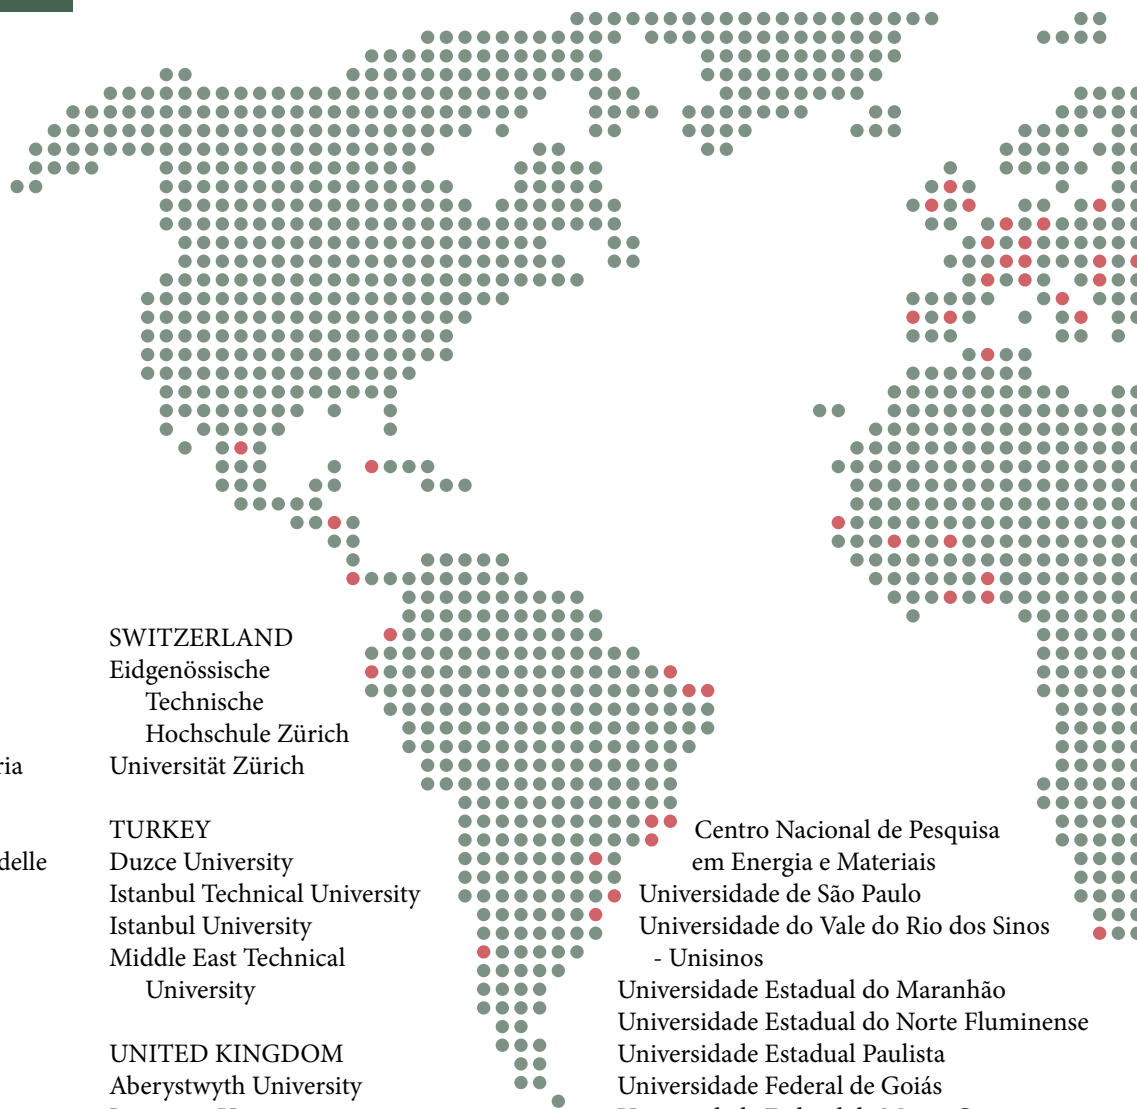 ria
delle
SWITZERLAND
Eidgenössische
Technische
Hochschule Zürich
Universität Zürich
TURKEY
Duzce University
Istanbul Technical University
Istanbul University
Middle East Technical
University
UNITED KINGDOM
Aberystwyth University
Centro Nacional de Pesquisa
em Energia e Materiais
Universidade de São Paulo
Universidade do Vale do Rio dos Sinos
- Unisinos
Universidade Estadual do Maranhão
Universidade Estadual do Norte Fluminense
Universidade Estadual Paulista
Universidade Federal de Goiás